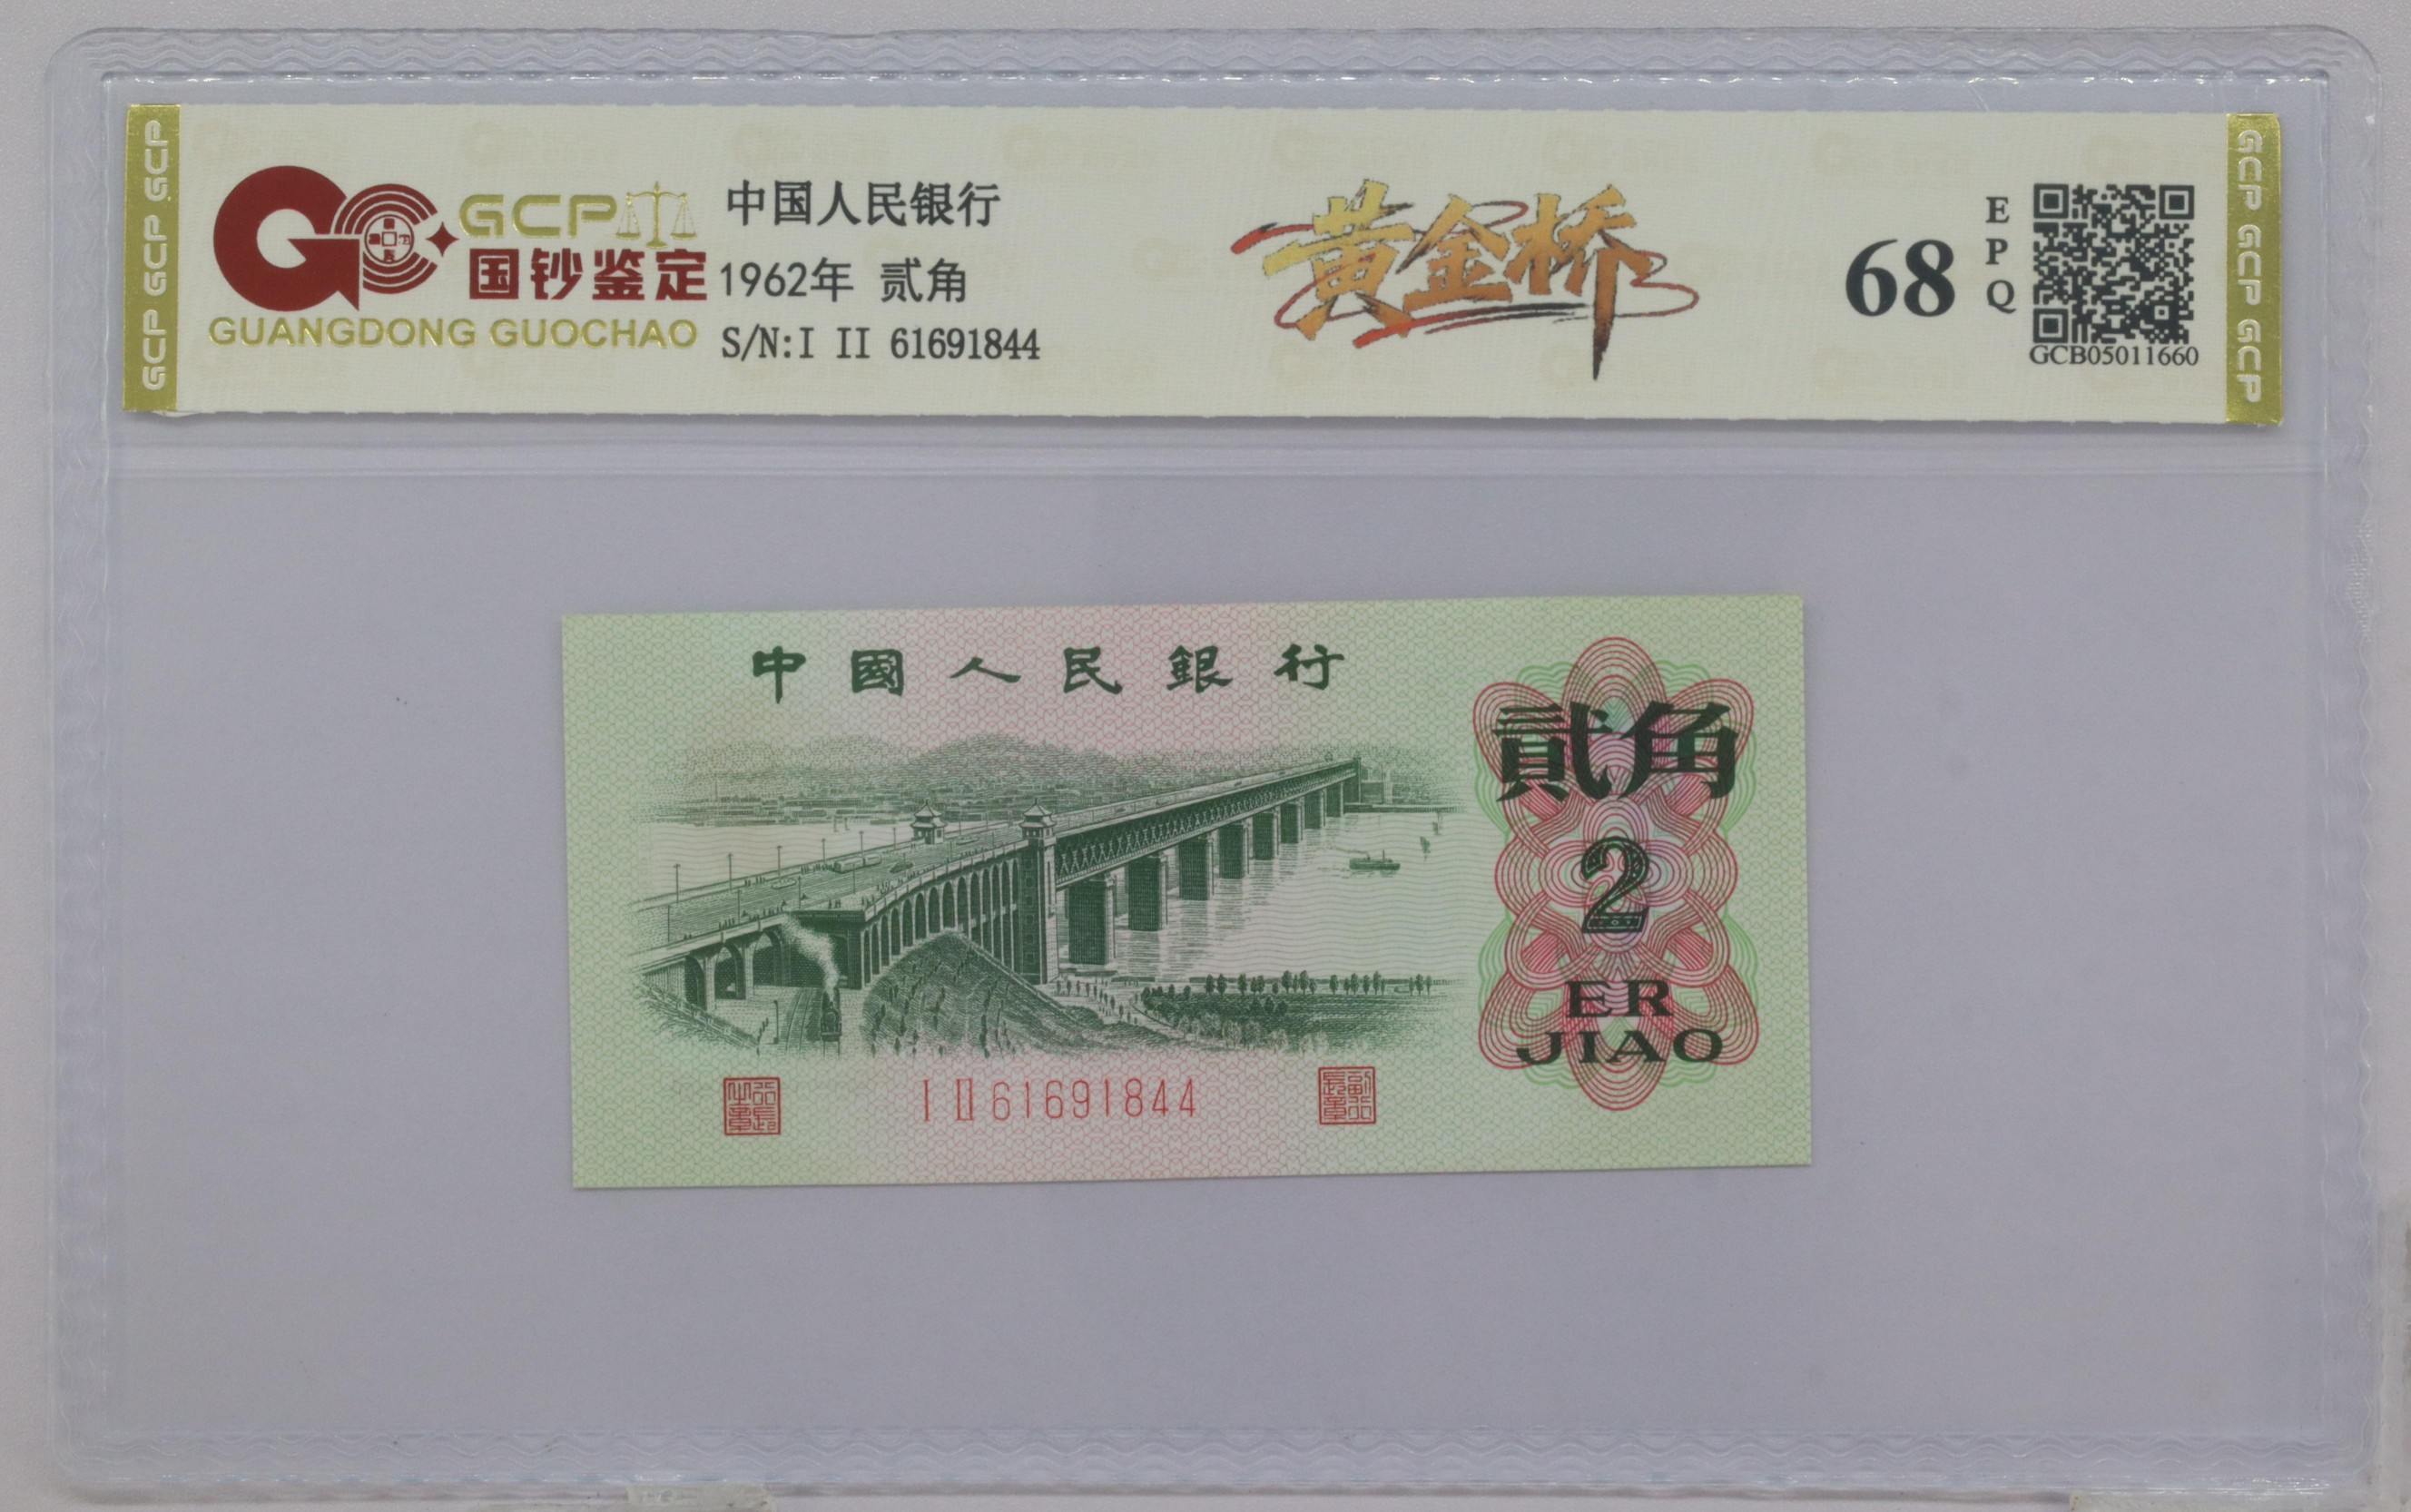 GCP GCP GCP
GCP
国钞鉴定
GUANGDONG GUOCHAO
中国人民银行
1962年 贰角
S/N:I II 61691844
黄金桥
68
EPQ
GCB05011660
GCP GCP GCP
中國人民銀行
貳角
2
ER
JIAO
I II 61691844